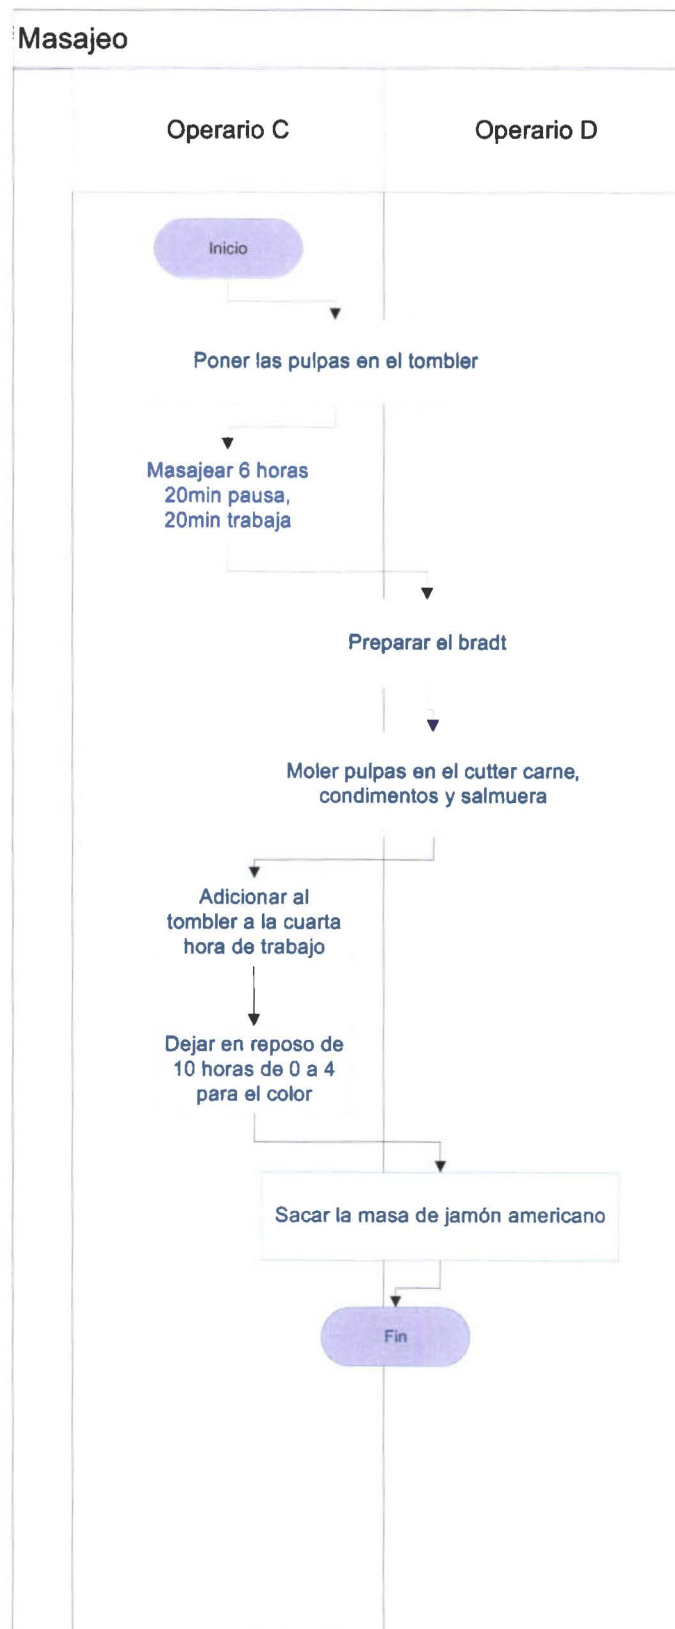 Masajeo
Operario C
Operario D
Inicio
Poner las pulpas en el tombler
Masajear 6 horas
20min pausa,
20min trabaja
Preparar el bradt
Moler pulpas en el cutter carne,
condimentos y salmuera
Adicionar al
tombler a la cuarta
hora de trabajo
Dejar en reposo de
10 horas de 0 a 4
para el color
Sacar la masa de jamón americano
Fin